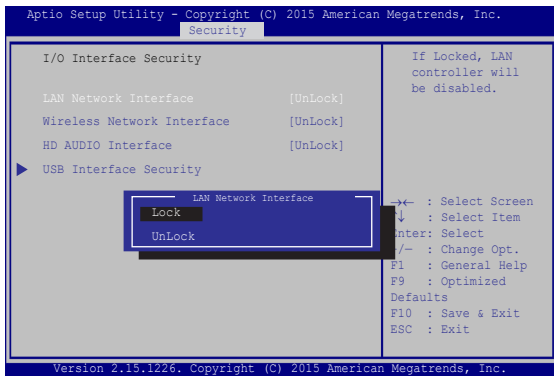 Aptio Setup Utility - Copyright (C) 2015 American Megatrends, Inc.
Security
I/O Interface Security
LAN Network Interface [UnLock]
Wireless Network Interface [UnLock]
HD AUDIO Interface [UnLock]
USB Interface Security
LAN Network Interface
Lock
UnLock
If Locked, LAN
controller will
be disabled.
→← : Select Screen
↑↓ : Select Item
Enter: Select
+/— : Change Opt.
F1 : General Help
F9 : Optimized
Defaults
F10 : Save & Exit
ESC : Exit
Version 2.15.1226. Copyright (C) 2015 American Megatrends, Inc.